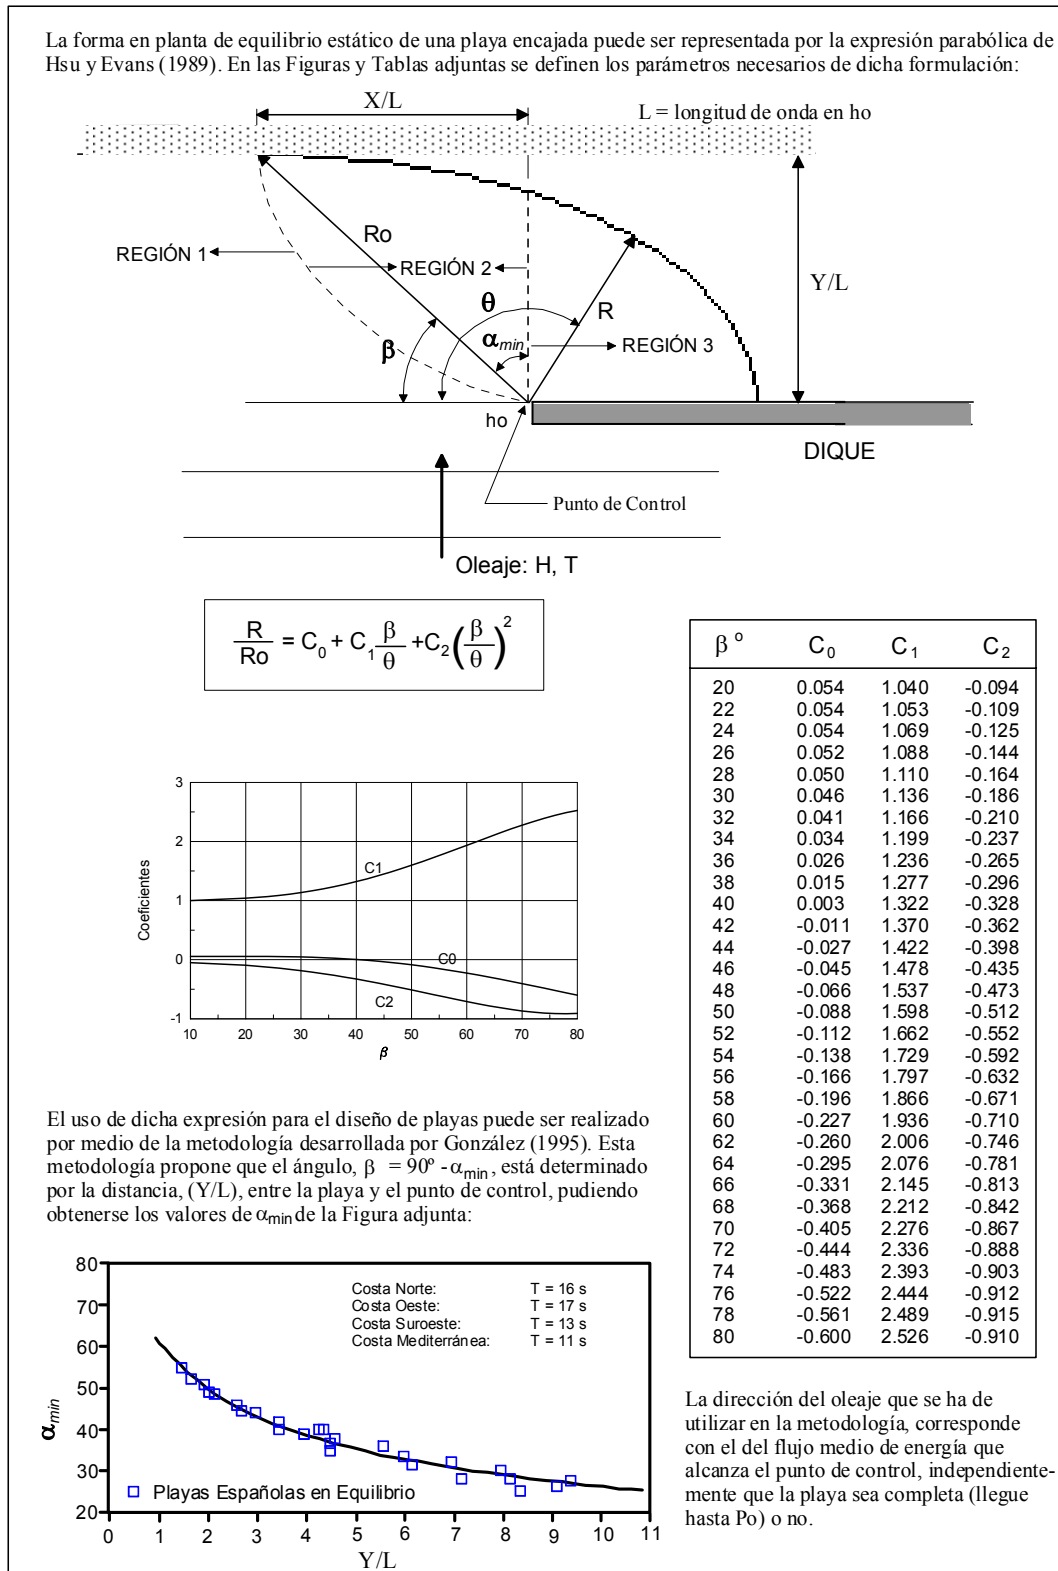 La forma en planta de equilibrio estático de una playa encajada puede ser representada por la expresión parabólica de
Hsu y Evans (1989). En las Figuras y Tablas adjuntas se definen los parámetros necesarios de dicha formulación:
X/L
L = longitud de onda en ho
Ro
REGIÓN 1
REGIÓN 2
Y/L
θ
R
α min
REGIÓN 3
β
ho
DIQUE
Punto de Control
Oleaje: H, T
R/Ro = C0 + C1 β/θ + C2 (β/θ)²
β º C0 C1 C2
20 0.054 1.040 -0.094
22 0.054 1.053 -0.109
24 0.054 1.069 -0.125
26 0.052 1.088 -0.144
28 0.050 1.110 -0.164
30 0.046 1.136 -0.186
32 0.041 1.166 -0.210
34 0.034 1.199 -0.237
36 0.026 1.236 -0.265
38 0.015 1.277 -0.296
40 0.003 1.322 -0.328
42 -0.011 1.370 -0.362
44 -0.027 1.422 -0.398
46 -0.045 1.478 -0.435
48 -0.066 1.537 -0.473
50 -0.088 1.598 -0.512
52 -0.112 1.662 -0.552
54 -0.138 1.729 -0.592
56 -0.166 1.797 -0.632
58 -0.196 1.866 -0.671
60 -0.227 1.936 -0.710
62 -0.260 2.006 -0.746
64 -0.295 2.076 -0.781
66 -0.331 2.145 -0.813
68 -0.368 2.212 -0.842
70 -0.405 2.276 -0.867
72 -0.444 2.336 -0.888
74 -0.483 2.393 -0.903
76 -0.522 2.444 -0.912
78 -0.561 2.489 -0.915
80 -0.600 2.526 -0.910
3
2
1
0
-1
Coeficientes
C1
C0
C2
10 20 30 40 50 60 70 80
β
El uso de dicha expresión para el diseño de playas puede ser realizado
por medio de la metodología desarrollada por González (1995). Esta
metodología propone que el ángulo, β = 90º - αmin, está determinado
por la distancia, (Y/L), entre la playa y el punto de control, pudiendo
obtenerse los valores de αmin de la Figura adjunta:
80
70
60
50
40
30
20
αmin
Costa Norte: T = 16 s
Costa Oeste: T = 17 s
Costa Suroeste: T = 13 s
Costa Mediterránea: T = 11 s
Playas Españolas en Equilibrio
0 1 2 3 4 5 6 7 8 9 10 11
Y/L
La dirección del oleaje que se ha de
utilizar en la metodología, corresponde
con el del flujo medio de energía que
alcanza el punto de control, independiente-
mente que la playa sea completa (llegue
hasta Po) o no.